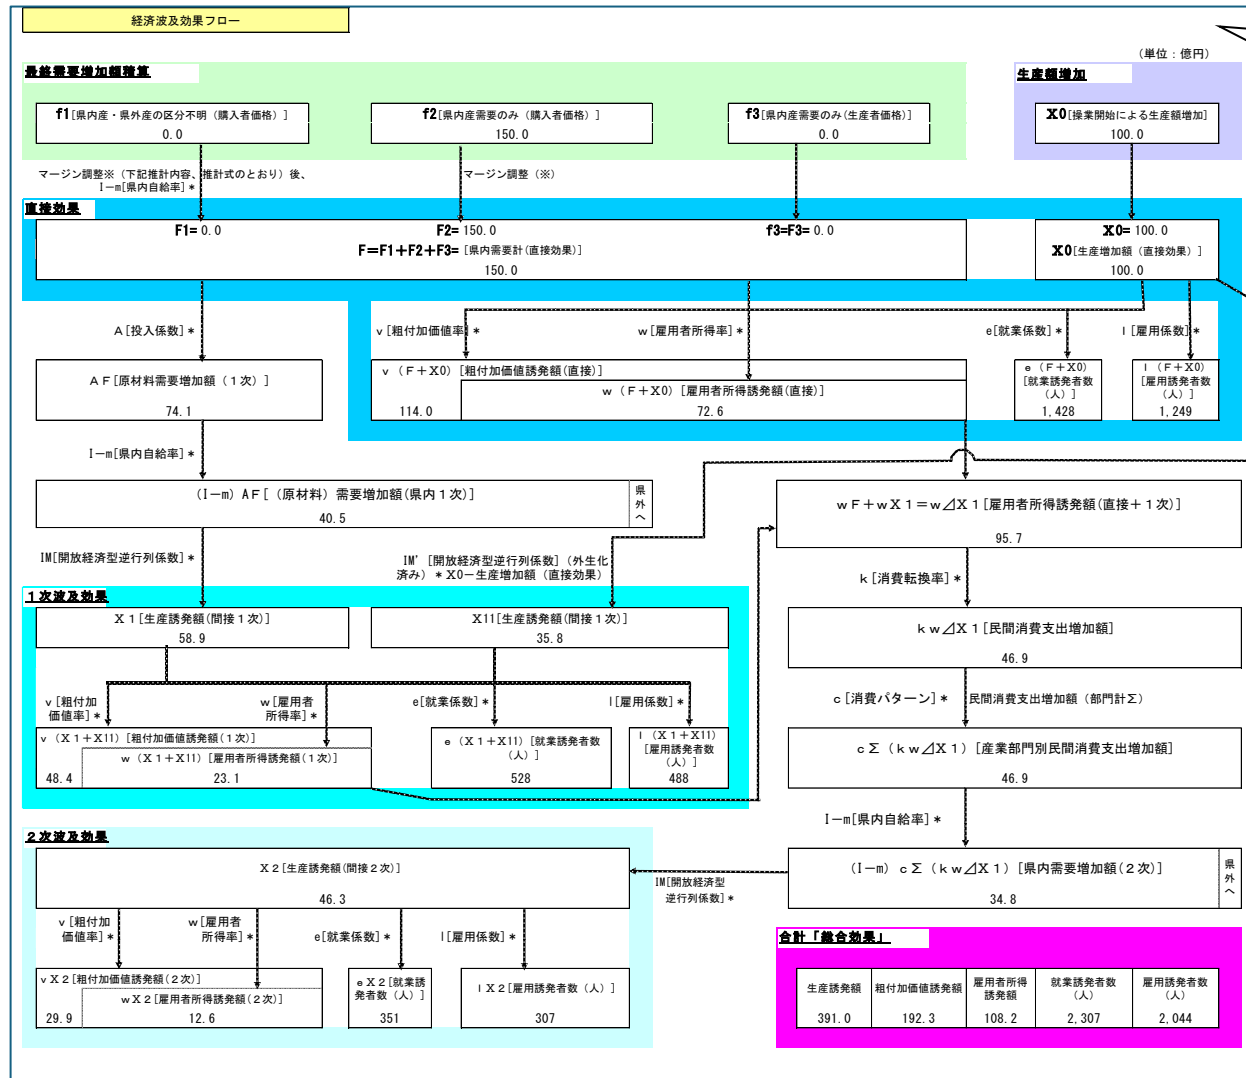 経済波及効果フロー
（単位：億円）
最終需要増加額積算
生産額増加
f1[県内産・県外産の区分不明（購入者価格）]
0.0
f2[県内産需要のみ（購入者価格）]
150.0
f3[県内産需要のみ(生産者価格)]
0.0
X0[操業開始による生産額増加]
100.0
マージン調整※（下記推計内容、推計式のとおり）後、
I－m[県内自給率]＊
マージン調整（※）
直接効果
F1= 0.0
F2= 150.0
f3=F3= 0.0
F=F1+F2+F3= [県内需要計(直接効果)]
150.0
X0= 100.0
X0[生産増加額（直接効果）]
100.0
A[投入係数]＊
v[粗付加価値率]＊
w[雇用者所得率]＊
e[就業係数]＊
l[雇用係数]＊
AF[原材料需要増加額（1次）]
74.1
v（F＋X0）[粗付加価値誘発額(直接)]
114.0
w（F＋X0）[雇用者所得誘発額(直接)]
72.6
e（F＋X0）
[就業誘発者数
（人）]
1,428
l（F＋X0）
[雇用誘発者数
（人）]
1,249
I－m[県内自給率]＊
(I－m) AF[（原材料）需要増加額(県内1次)]
40.5
県
外
へ
wF＋wX1＝w⊿X1[雇用者所得誘発額(直接＋1次)]
95.7
IM[開放経済型逆行列係数]＊
IM’[開放経済型逆行列係数]（外生化
済み）＊X0－生産増加額（直接効果）
k[消費転換率]＊
1次波及効果
X1[生産誘発額(間接1次)]
58.9
X11[生産誘発額(間接1次)]
35.8
kw⊿X1[民間消費支出増加額]
46.9
v[粗付加
価値率]＊
w[雇用者
所得率]＊
e[就業係数]＊
l[雇用係数]＊
c[消費パターン]＊
民間消費支出増加額（部門計Σ）
v（X1＋X11）[粗付加価値誘発額(1次)]
48.4
w（X1＋X11）[雇用者所得誘発額(1次)]
23.1
e（X1＋X11）[就業誘発者数
（人）]
528
l（X1＋X11）
[雇用誘発者数
（人）]
488
cΣ（kw⊿X1）[産業部門別民間消費支出増加額]
46.9
I－m[県内自給率]＊
2次波及効果
X2[生産誘発額(間接2次)]
46.3
IM[開放経済型
逆行列係数]＊
(I－m) cΣ（kw⊿X1）[県内需要増加額(2次)]
34.8
県
外
へ
v[粗付加
価値率]＊
w[雇用者
所得率]＊
e[就業係数]＊
l[雇用係数]＊
vX2[粗付加価値誘発額(2次)]
29.9
wX2[雇用者所得誘発額(2次)]
12.6
eX2[就業誘
発者数（人）]
351
lX2[雇用誘発者数（人）]
307
合計「総合効果」
生産誘発額
粗付加価値誘発額
雇用者所得
誘発額
就業誘発者数
（人）
雇用誘発者数
（人）
391.0
192.3
108.2
2,307
2,044